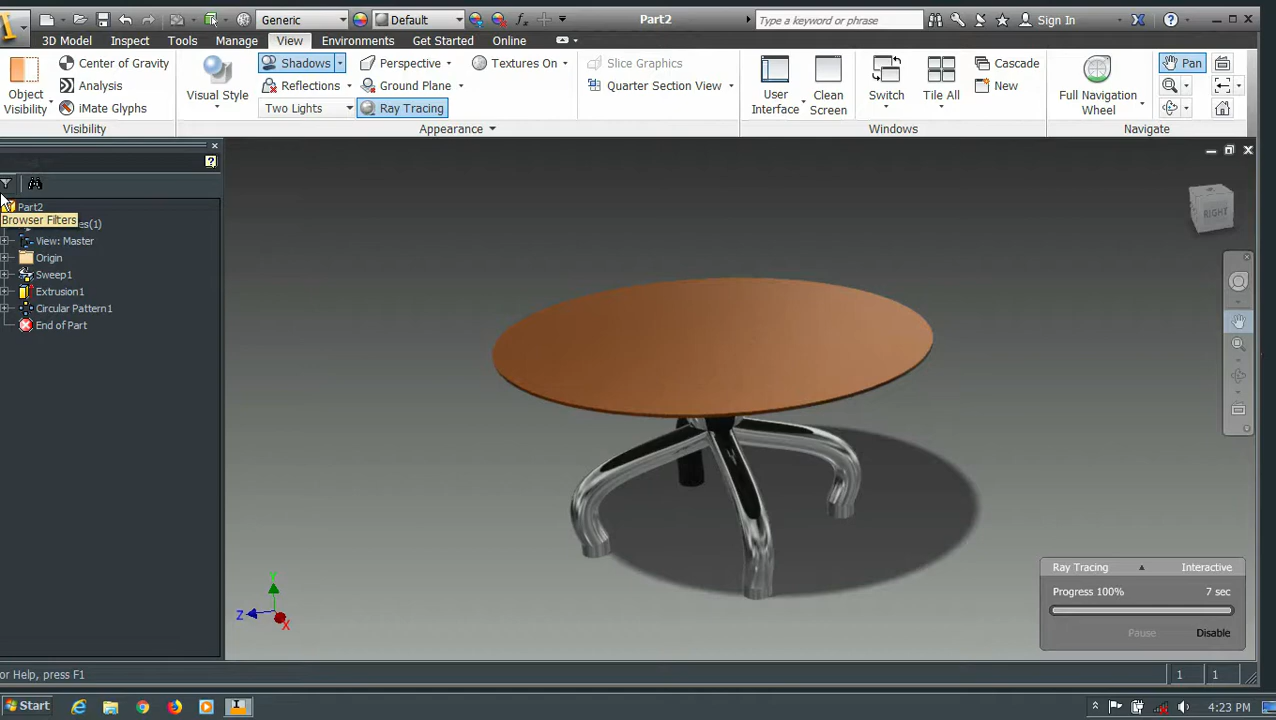 Generic
Default
Part2
Type a keyword or phrase
Sign In
3D Model
Inspect
Tools
Manage
View
Environments
Get Started
Online
Object Visibility
Center of Gravity
Analysis
iMate Glyphs
Visibility
Visual Style
Shadows
Reflections
Two Lights
Perspective
Ground Plane
Ray Tracing
Textures On
Appearance
Slice Graphics
Quarter Section View
User Interface
Clean Screen
Switch
Tile All
Cascade
New
Windows
Full Navigation Wheel
Pan
Navigate
Part2
Browser Filters
(1)
View: Master
Origin
Sweep1
Extrusion1
Circular Pattern1
End of Part
RIGHT
Y
Z
X
Ray Tracing
Interactive
Progress 100%
7 sec
Pause
Disable
or Help, press F1
1
1
Start
4:23 PM